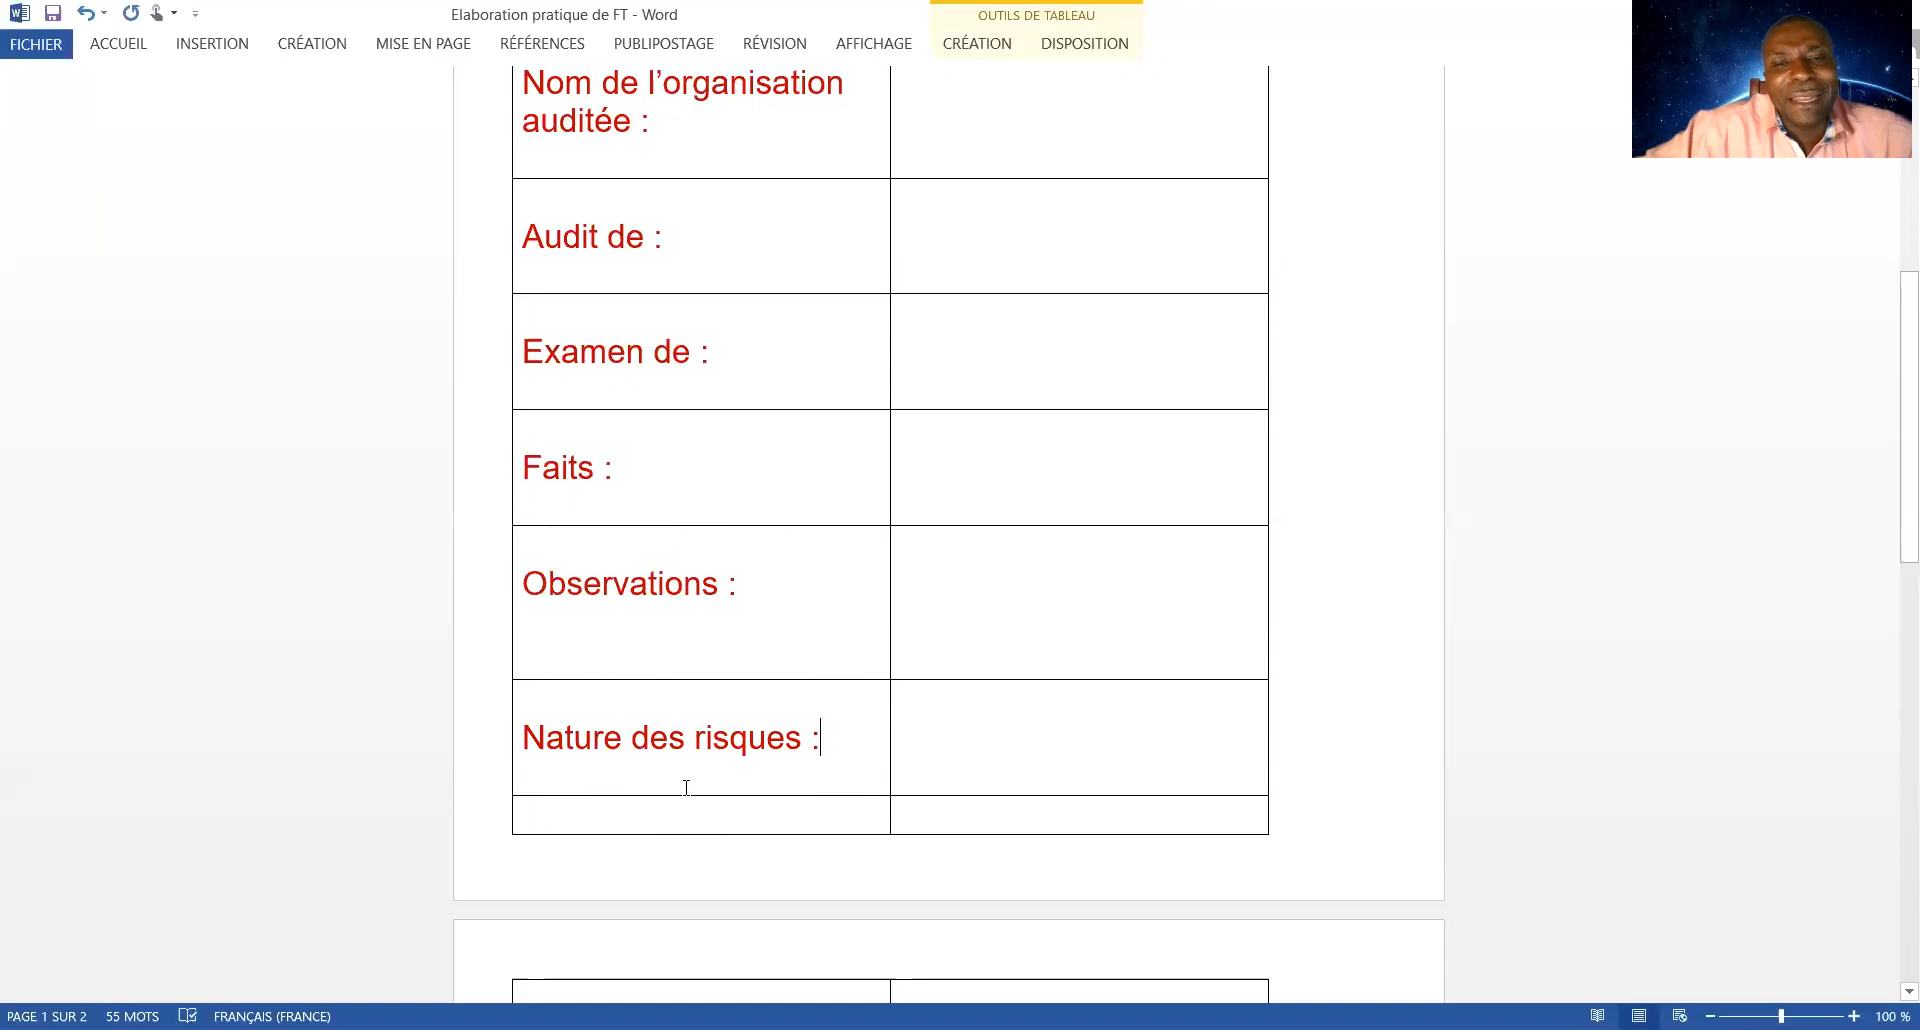 Elaboration pratique de FT - Word
OUTILS DE TABLEAU
FICHIER ACCUEIL INSERTION CRÉATION MISE EN PAGE RÉFÉRENCES PUBLIPOSTAGE RÉVISION AFFICHAGE CRÉATION DISPOSITION
Nom de l’organisation
auditée :
Audit de :
Examen de :
Faits :
Observations :
Nature des risques :
PAGE 1 SUR 2 55 MOTS FRANÇAIS (FRANCE) 100 %